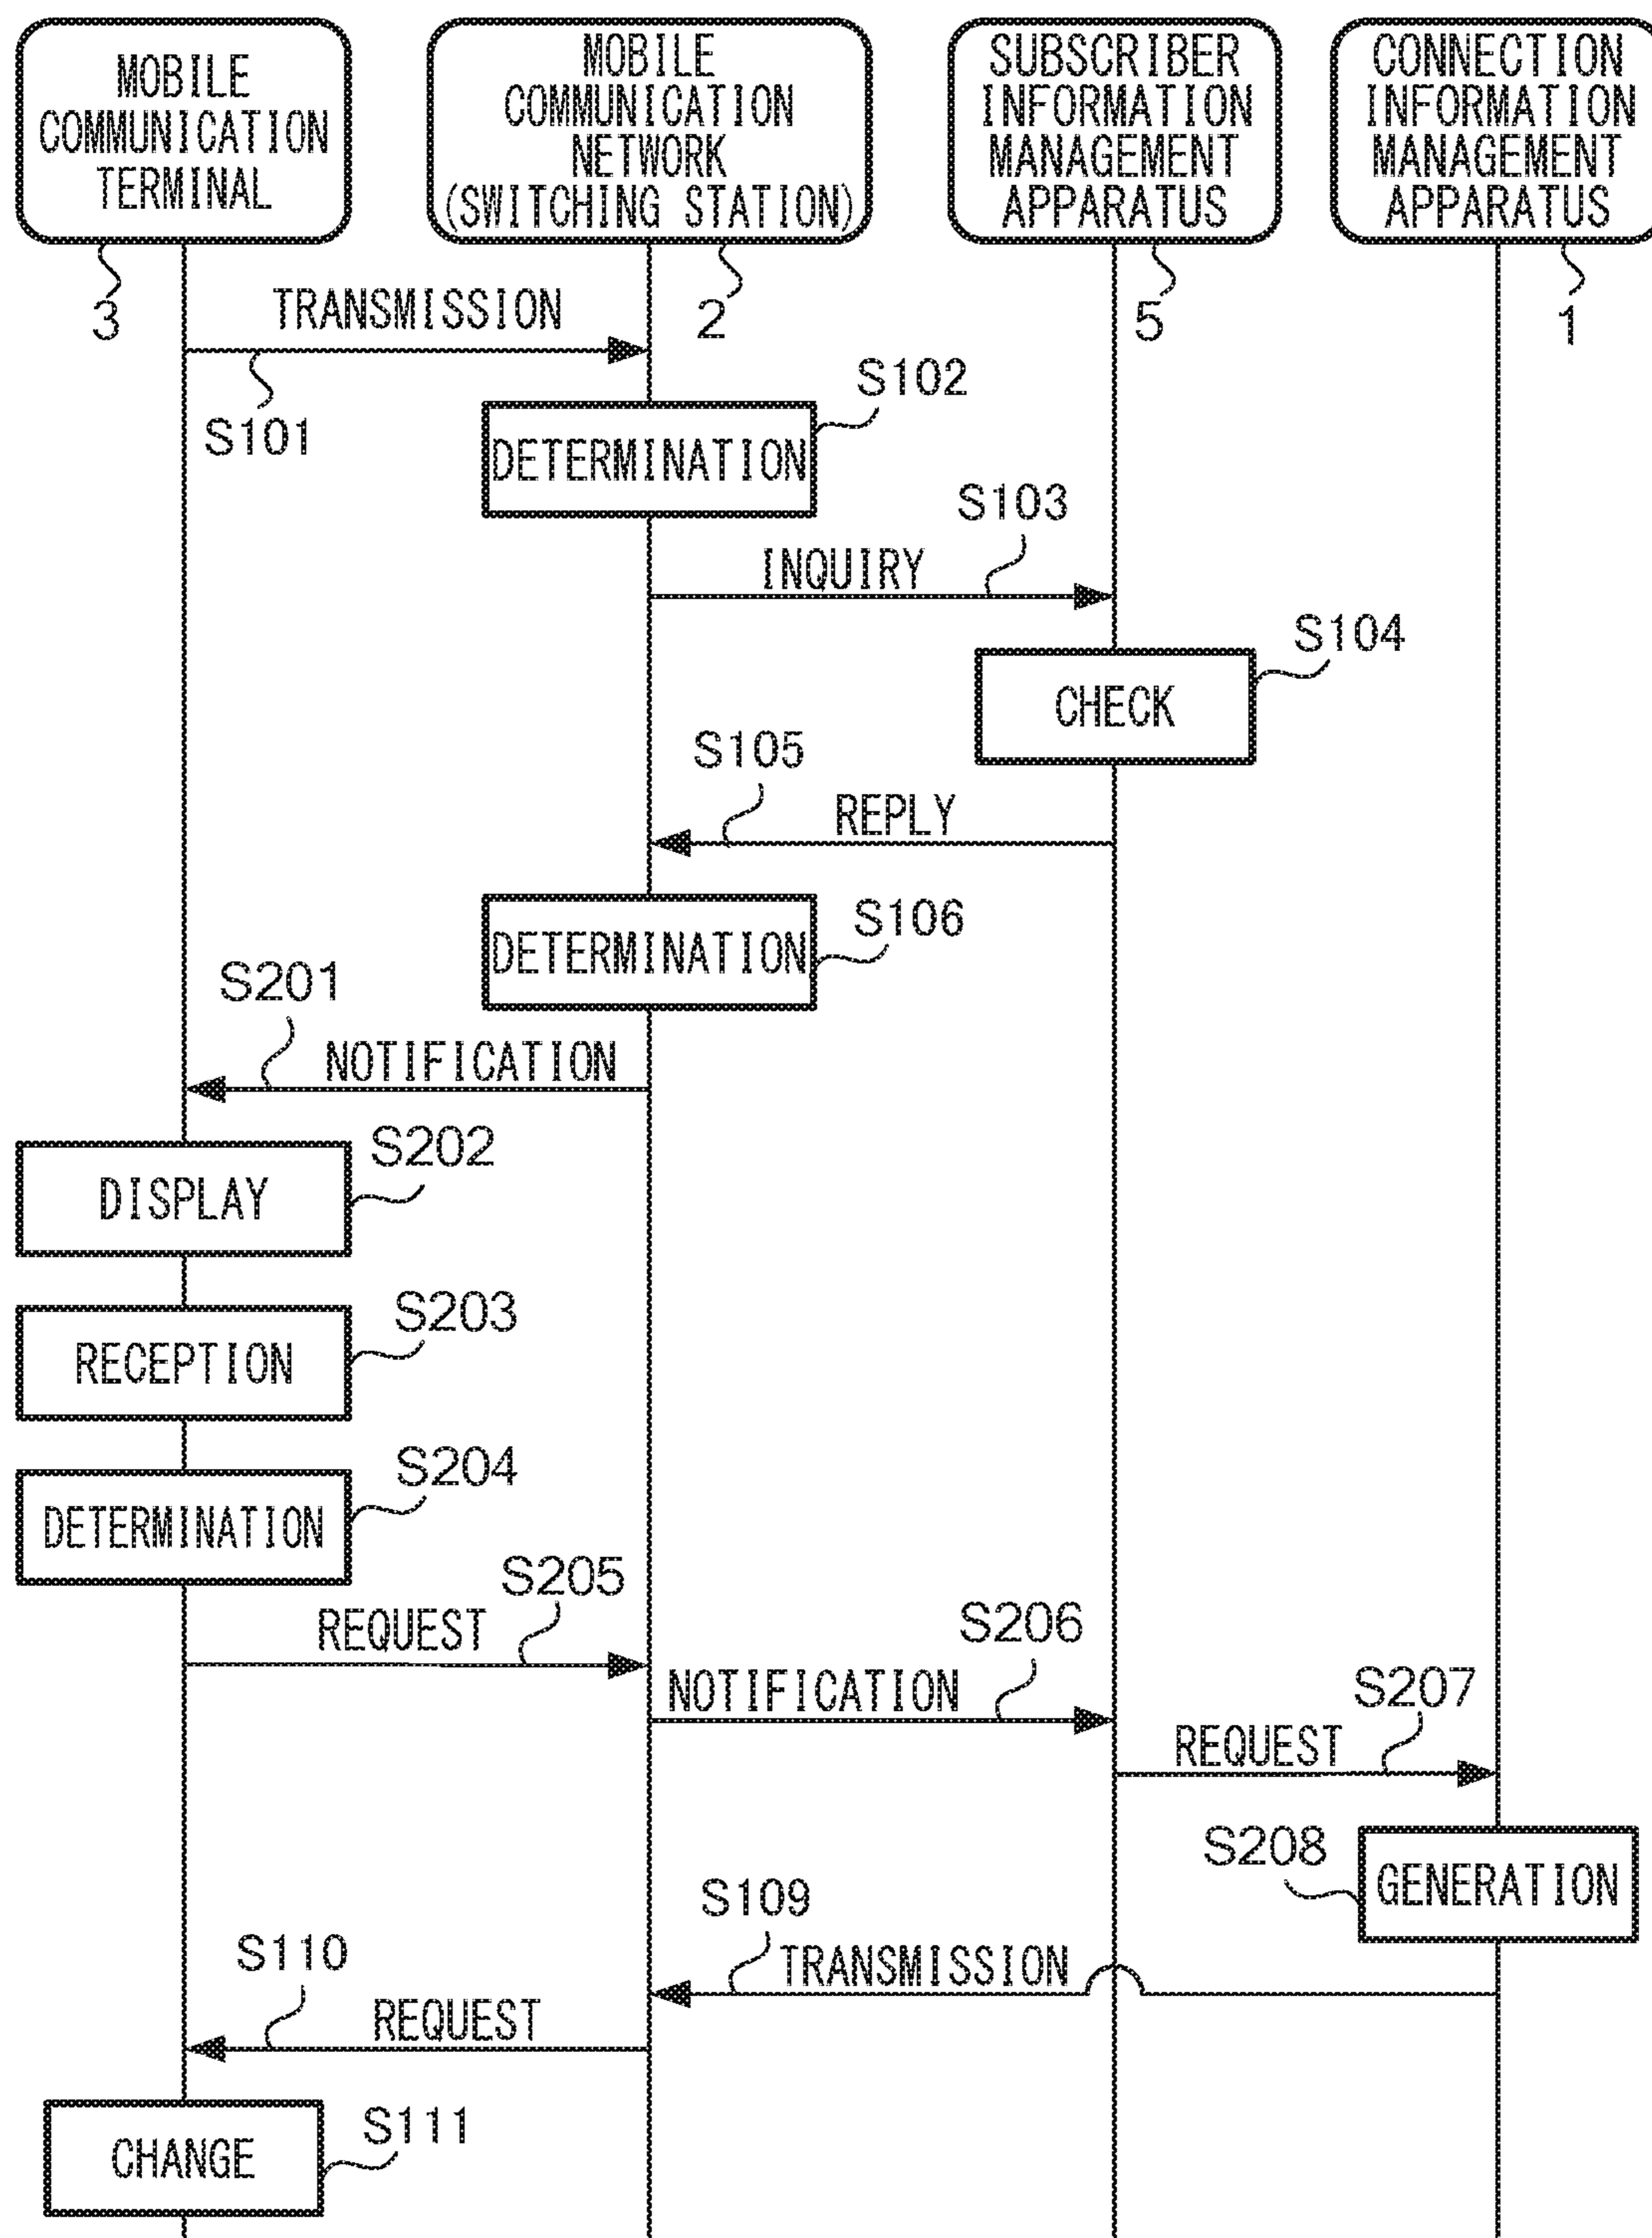 MOBILE
COMMUNICATION
TERMINAL
MOBILE
COMMUNICATION
NETWORK
(SWITCHING STATION)
SUBSCRIBER
INFORMATION
MANAGEMENT
APPARATUS
CONNECTION
INFORMATION
MANAGEMENT
APPARATUS
3
2
5
1
TRANSMISSION
S101
S102
DETERMINATION
S103
INQUIRY
S104
CHECK
S105
REPLY
S106
DETERMINATION
S201
NOTIFICATION
S202
DISPLAY
S203
RECEPTION
S204
DETERMINATION
S205
REQUEST
S206
NOTIFICATION
S207
REQUEST
S208
GENERATION
S109
TRANSMISSION
S110
REQUEST
S111
CHANGE